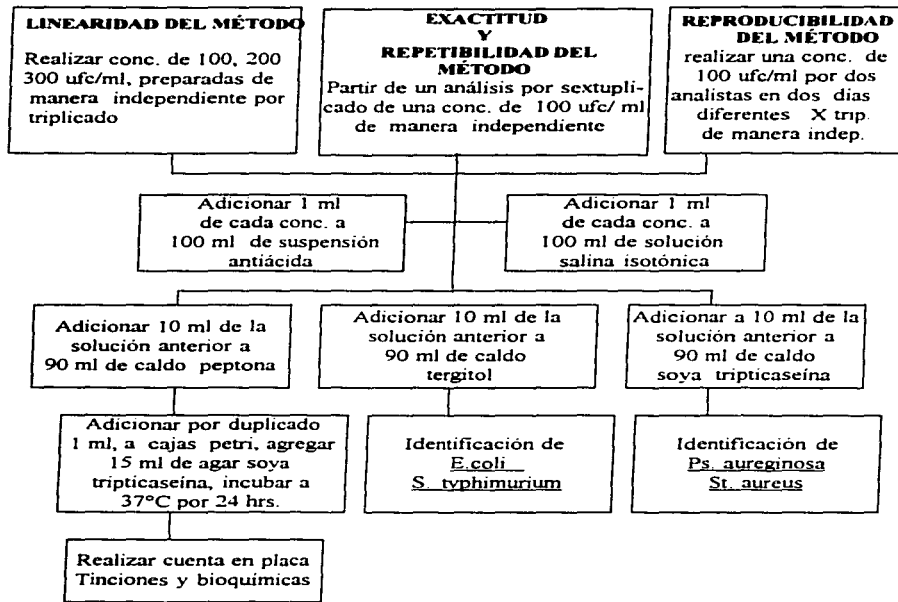 LINEARIDAD DEL MÉTODO
Realizar conc. de 100, 200
300 ufc/ml, preparadas de
manera independiente por
triplicado
EXACTITUD
Y
REPETIBILIDAD DEL
MÉTODO
Partir de un análisis por sextupli-
cado de una conc. de 100 ufc/ ml
de manera independiente
REPRODUCIBILIDAD
DEL MÉTODO
realizar una conc. de
100 ufc/ml por dos
analistas en dos días
diferentes X trip.
de manera indep.
Adicionar 1 ml
de cada conc. a
100 ml de suspensión
antiácida
Adicionar 1 ml
de cada conc. a
100 ml de solución
salina isotónica
Adicionar 10 ml de la
solución anterior a
90 ml de caldo peptona
Adicionar 10 ml de la
solución anterior a
90 ml de caldo
tergitol
Adicionar a 10 ml de la
solución anterior a
90 ml de caldo
soya tripticaseína
Adicionar por duplicado
1 ml, a cajas petri, agregar
15 ml de agar soya
tripticaseína, incubar a
37°C por 24 hrs.
Identificación de
E.coli
S. typhimurium
Identificación de
Ps. aureginosa
St. aureus
Realizar cuenta en placa
Tinciones y bioquímicas